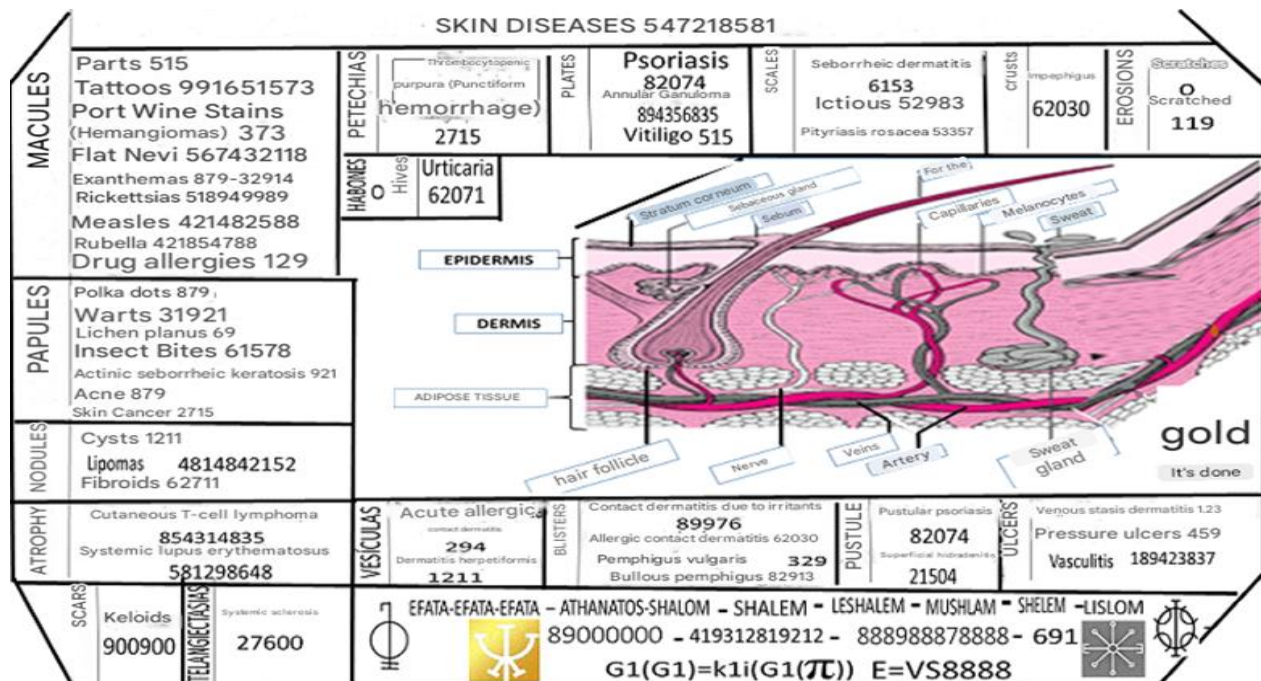 SKIN DISEASES 547218581
MACULES
Parts 515
Tattoos 991651573
Port Wine Stains
(Hemangiomas) 373
Flat Nevi 567432118
Exanthemas 879-32914
Rickettsias 518949989
Measles 421482588
Rubella 421854788
Drug allergies 129
PETECHIAS
Thrombocytopenic
purpura (Punctiform
hemorrhage)
2715
PLATES
Psoriasis
82074
Annular Ganuloma
894356835
Vitiligo 515
SCALES
Seborrheic dermatitis
6153
Ictious 52983
Pityriasis rosacea 53357
crusts
Impephigus
62030
EROSIONS
Scratches
O
Scratched
119
HABONES
O
Hives
Urticaria
62071
PAPULES
Polka dots 879
Warts 31921
Lichen planus 69
Insect Bites 61578
Actinic seborrheic keratosis 921
Acne 879
Skin Cancer 2715
NODULES
Cysts 1211
Lipomas 4814842152
Fibroids 62711
Stratum corneum
Sebaceous gland
Sebum
For the
Capillaries
Melanocytes
Sweat
EPIDERMIS
DERMIS
ADIPOSE TISSUE
hair follicle
Nerve
Veins
Artery
Sweat
gland
gold
It's done
ATROPHY
Cutaneous T-cell lymphoma
854314835
Systemic lupus erythematosus
581298648
VESÍCULAS
Acute allergic
contact dermatitis
294
Dermatitis herpetiformis
1211
BLISTERS
Contact dermatitis due to irritants
89976
Allergic contact dermatitis 62030
Pemphigus vulgaris 329
Bullous pemphigus 82913
PUSTULE
Pustular psoriasis
82074
Superficial hidradenitis
21504
ULCERS
Venous stasis dermatitis 1.23
Pressure ulcers 459
Vasculitis 189423837
SCARS
Keloids
900900
TELANGIECTASIAS
Systemic sclerosis
27600
EFATA-EFATA-EFATA - ATHANATOS-SHALOM - SHALEM - LESHALEM - MUSHLAM - SHELEM -LISLOM
89000000 - 419312819212 - 888988878888 - 691
G1(G1)=k1i(G1(π)) E=VS8888